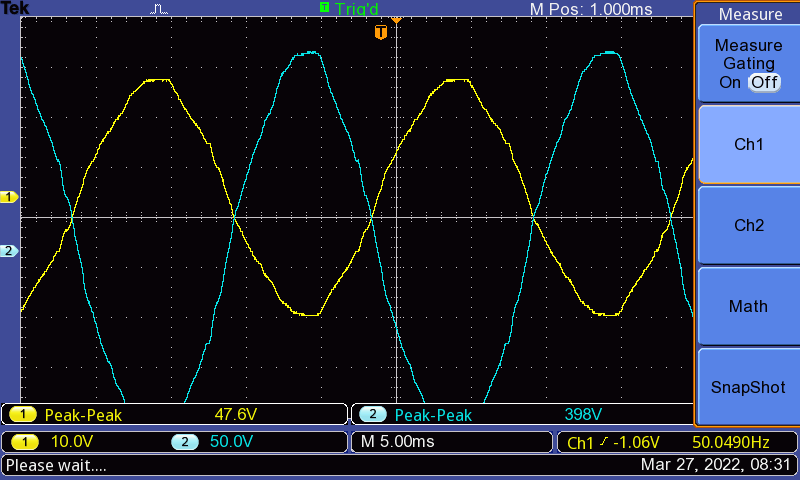 Tek T Trig'd M Pos: 1.000ms Measure
T
Measure
Gating
On Off
Ch1
1
Ch2
2
Math
SnapShot
1 Peak-Peak 47.6V 2 Peak-Peak 398V
1 10.0V 2 50.0V M 5.00ms Ch1 -1.06V 50.0490Hz
Please wait.... Mar 27, 2022, 08:31